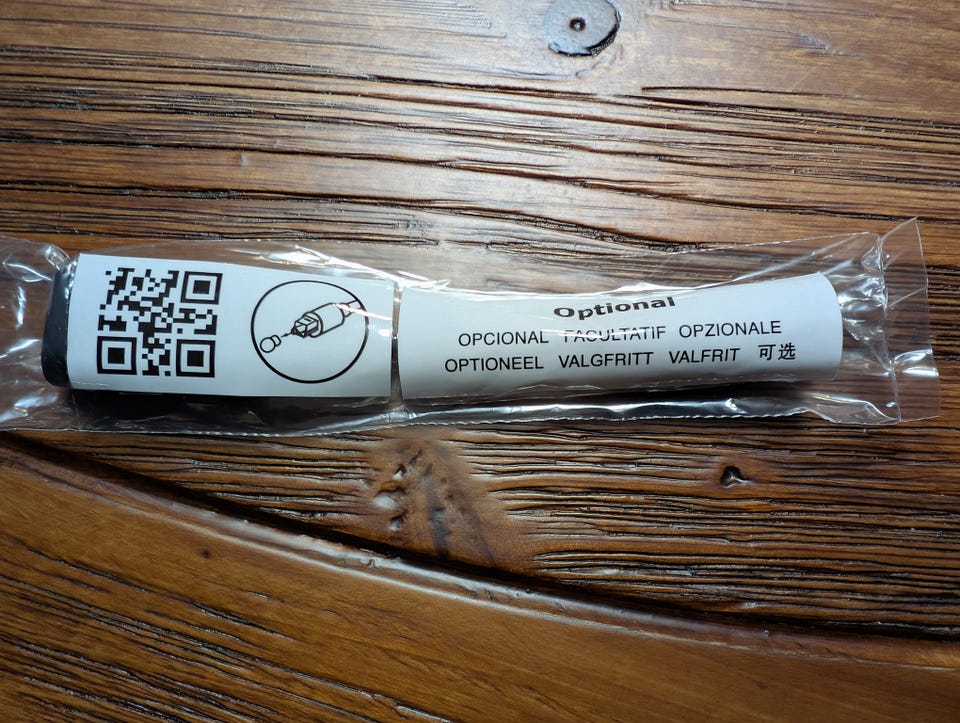 Optional
OPCIONAL FACULTATIF OPZIONALE
OPTIONEEL VALGFRITT VALFRIT 可选